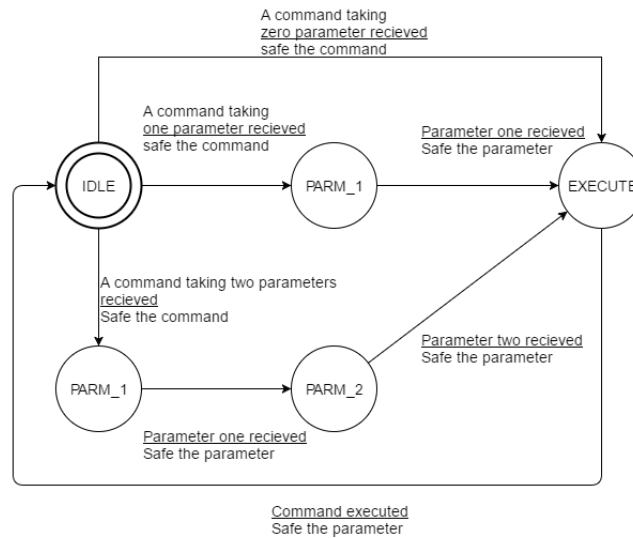 A command taking
zero parameter recieved
safe the command
A command taking
one parameter recieved
safe the command
Parameter one recieved
Safe the parameter
IDLE
PARM_1
EXECUTE
A command taking two parameters
recieved
Safe the command
Parameter two recieved
Safe the parameter
PARM_1
PARM_2
Parameter one recieved
Safe the parameter
Command executed
Safe the parameter